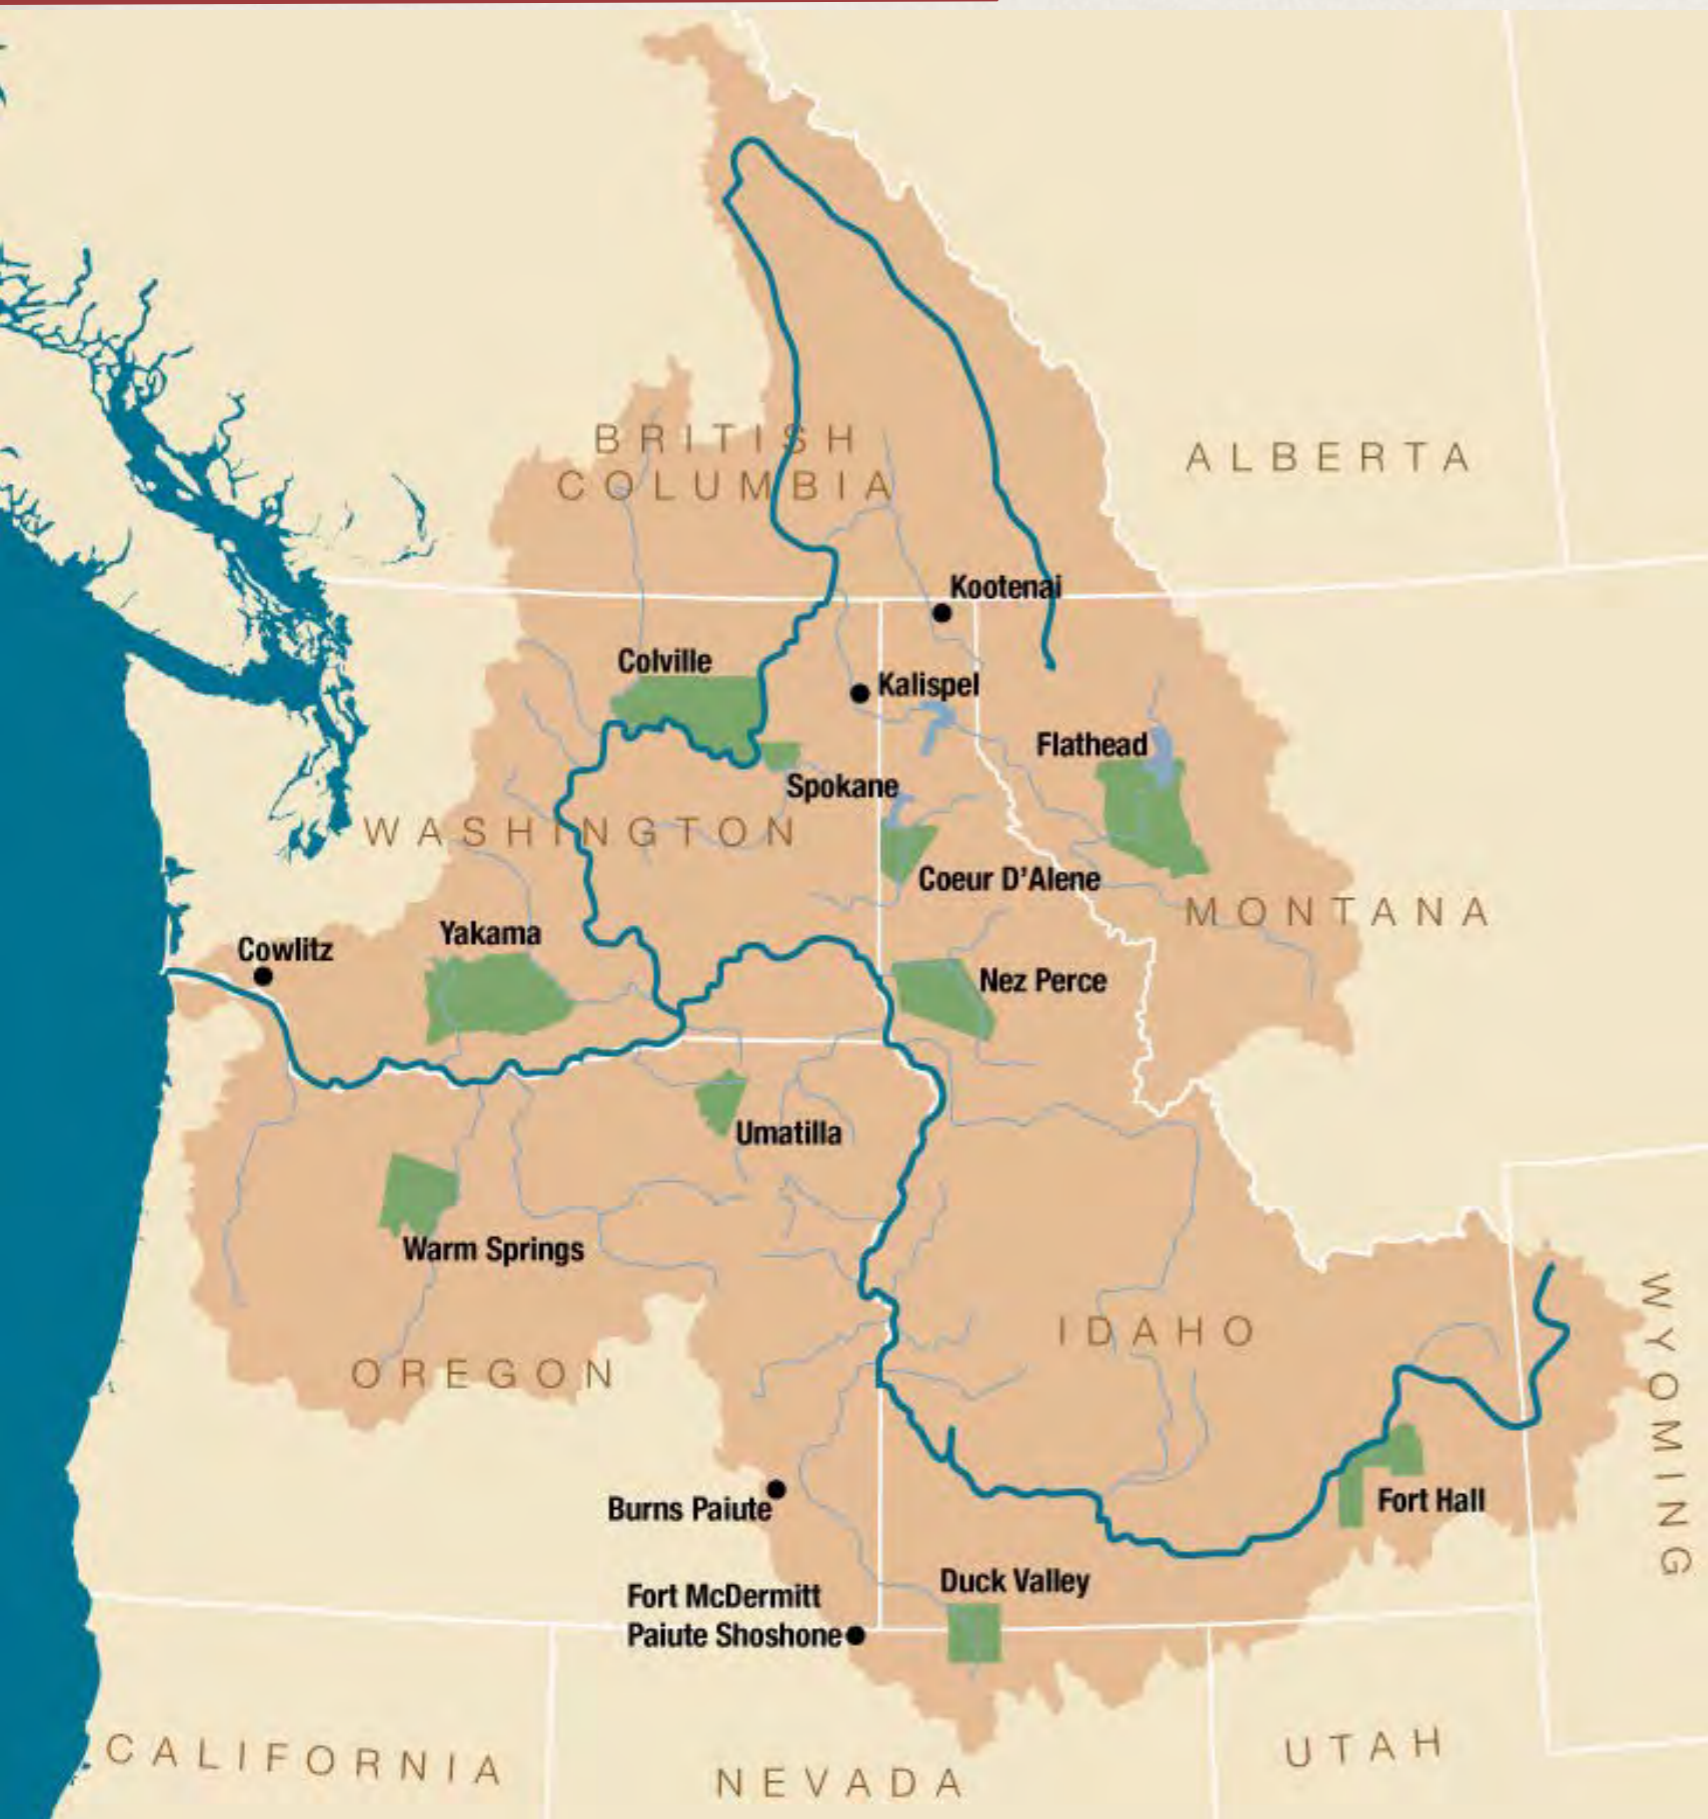 BRITISH
COLUMBIA
ALBERTA
Kootenai
Colville
Kalispel
Flathead
Spokane
WASHINGTON
Coeur D'Alene
MONTANA
Yakama
Cowlitz
Nez Perce
Umatilla
Warm Springs
WYOMING
IDAHO
OREGON
Burns Paiute
Fort Hall
Duck Valley
Fort McDermitt
Paiute Shoshone
CALIFORNIA
NEVADA
UTAH